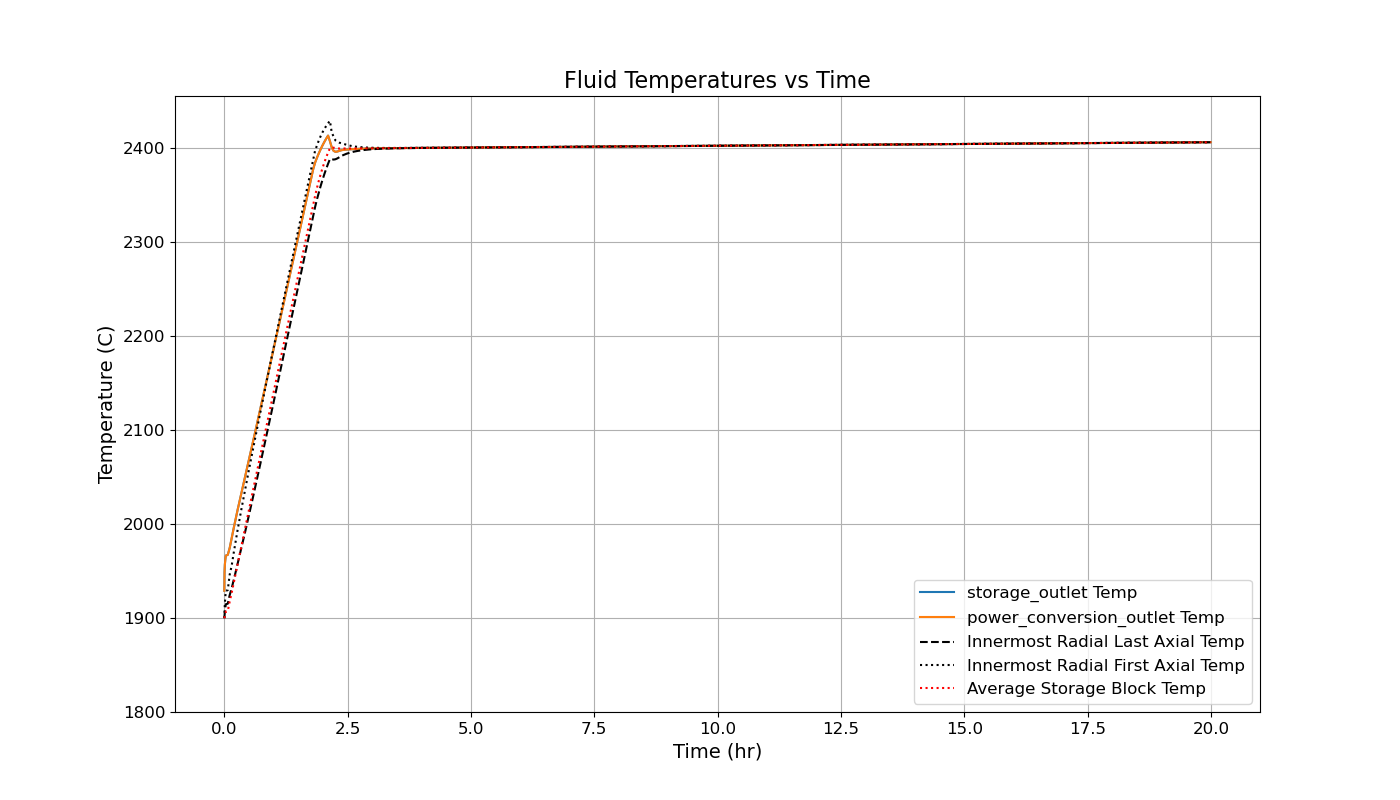 Fluid Temperatures vs Time
Temperature (C)
2400
2300
2200
2100
2000
1900
1800
0.0 2.5 5.0 7.5 10.0 12.5 15.0 17.5 20.0
Time (hr)
storage_outlet Temp
power_conversion_outlet Temp
Innermost Radial Last Axial Temp
Innermost Radial First Axial Temp
Average Storage Block Temp